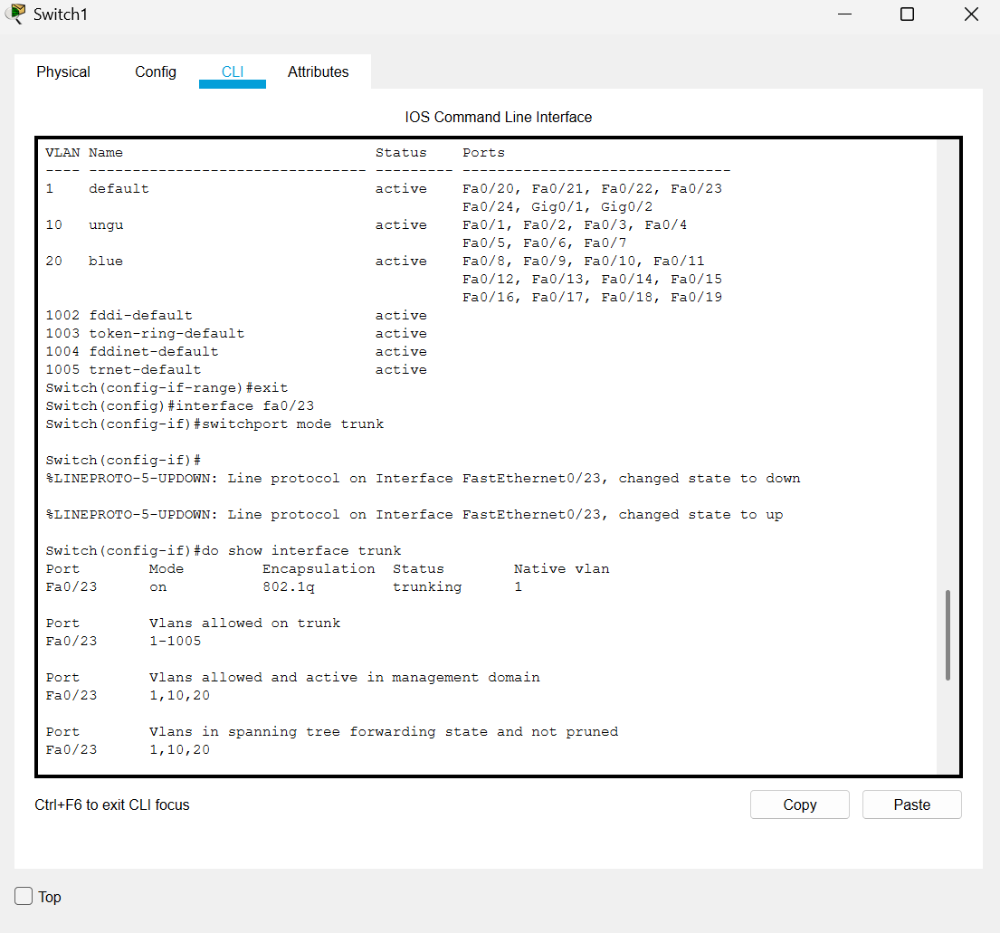 Switch1
Physical Config CLI Attributes
IOS Command Line Interface
VLAN Name                             Status    Ports
---- -------------------------------- --------- -------------------------------
1    default                          active    Fa0/20, Fa0/21, Fa0/22, Fa0/23
                                                Fa0/24, Gig0/1, Gig0/2
10   ungu                             active    Fa0/1, Fa0/2, Fa0/3, Fa0/4
                                                Fa0/5, Fa0/6, Fa0/7
20   blue                             active    Fa0/8, Fa0/9, Fa0/10, Fa0/11
                                                Fa0/12, Fa0/13, Fa0/14, Fa0/15
                                                Fa0/16, Fa0/17, Fa0/18, Fa0/19
1002 fddi-default                     active
1003 token-ring-default               active
1004 fddinet-default                  active
1005 trnet-default                    active
Switch(config-if-range)#exit
Switch(config)#interface fa0/23
Switch(config-if)#switchport mode trunk
Switch(config-if)#
%LINEPROTO-5-UPDOWN: Line protocol on Interface FastEthernet0/23, changed state to down
%LINEPROTO-5-UPDOWN: Line protocol on Interface FastEthernet0/23, changed state to up
Switch(config-if)#do show interface trunk
Port        Mode         Encapsulation  Status        Native vlan
Fa0/23      on           802.1q         trunking      1
Port        Vlans allowed on trunk
Fa0/23      1-1005
Port        Vlans allowed and active in management domain
Fa0/23      1,10,20
Port        Vlans in spanning tree forwarding state and not pruned
Fa0/23      1,10,20
Ctrl+F6 to exit CLI focus
Copy Paste
Top